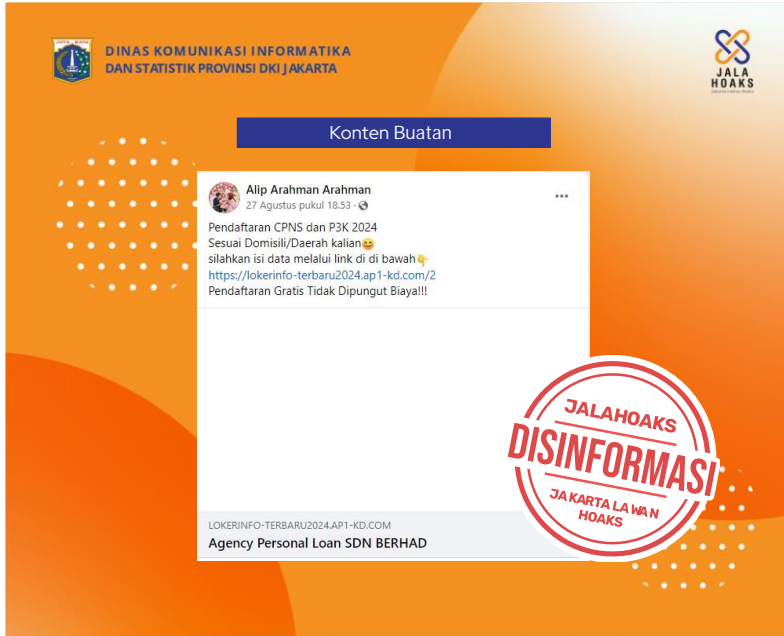 DINAS KOMUNIKASI INFORMATIKA
DAN STATISTIK PROVINSI DKI JAKARTA
JALA
HOAKS
Konten Buatan
Alip Arahman Arahman
27 Agustus pukul 18.53 ·
Pendaftaran CPNS dan P3K 2024
Sesuai Domisili/Daerah kalian😊
silahkan isi data melalui link di di bawah👇
https://lokerinfo-terbaru2024.ap1-kd.com/2
Pendaftaran Gratis Tidak Dipungut Biaya!!!
JALAHOAKS
DISINFORMASI
JAKARTA LAWAN
HOAKS
LOKERINFO-TERBARU2024.AP1-KD.COM
Agency Personal Loan SDN BERHAD